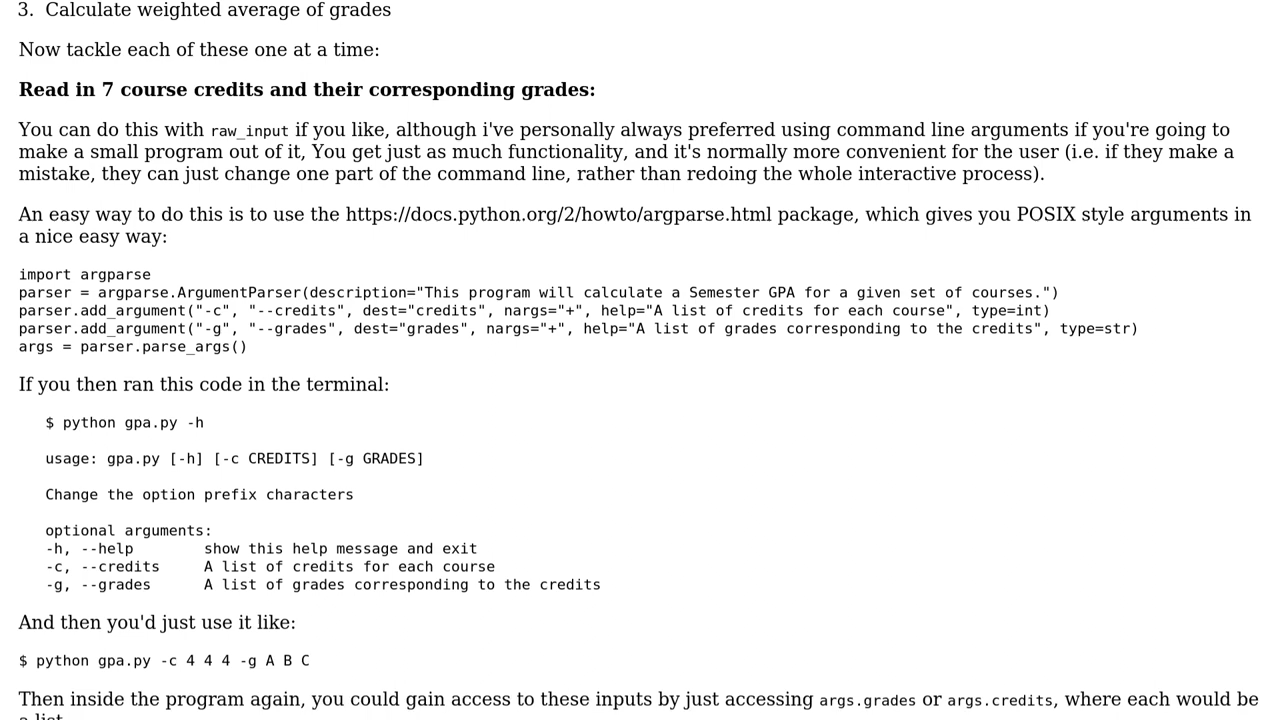 3. Calculate weighted average of grades
Now tackle each of these one at a time:
Read in 7 course credits and their corresponding grades:
You can do this with raw_input if you like, although i've personally always preferred using command line arguments if you're going to
make a small program out of it, You get just as much functionality, and it's normally more convenient for the user (i.e. if they make a
mistake, they can just change one part of the command line, rather than redoing the whole interactive process).
An easy way to do this is to use the https://docs.python.org/2/howto/argparse.html package, which gives you POSIX style arguments in
a nice easy way:
import argparse
parser = argparse.ArgumentParser(description="This program will calculate a Semester GPA for a given set of courses.")
parser.add_argument("-c", "--credits", dest="credits", nargs="+", help="A list of credits for each course", type=int)
parser.add_argument("-g", "--grades", dest="grades", nargs="+", help="A list of grades corresponding to the credits", type=str)
args = parser.parse_args()
If you then ran this code in the terminal:
$ python gpa.py -h
usage: gpa.py [-h] [-c CREDITS] [-g GRADES]
Change the option prefix characters
optional arguments:
-h, --help        show this help message and exit
-c, --credits     A list of credits for each course
-g, --grades      A list of grades corresponding to the credits
And then you'd just use it like:
$ python gpa.py -c 4 4 4 -g A B C
Then inside the program again, you could gain access to these inputs by just accessing args.grades or args.credits, where each would be
a list